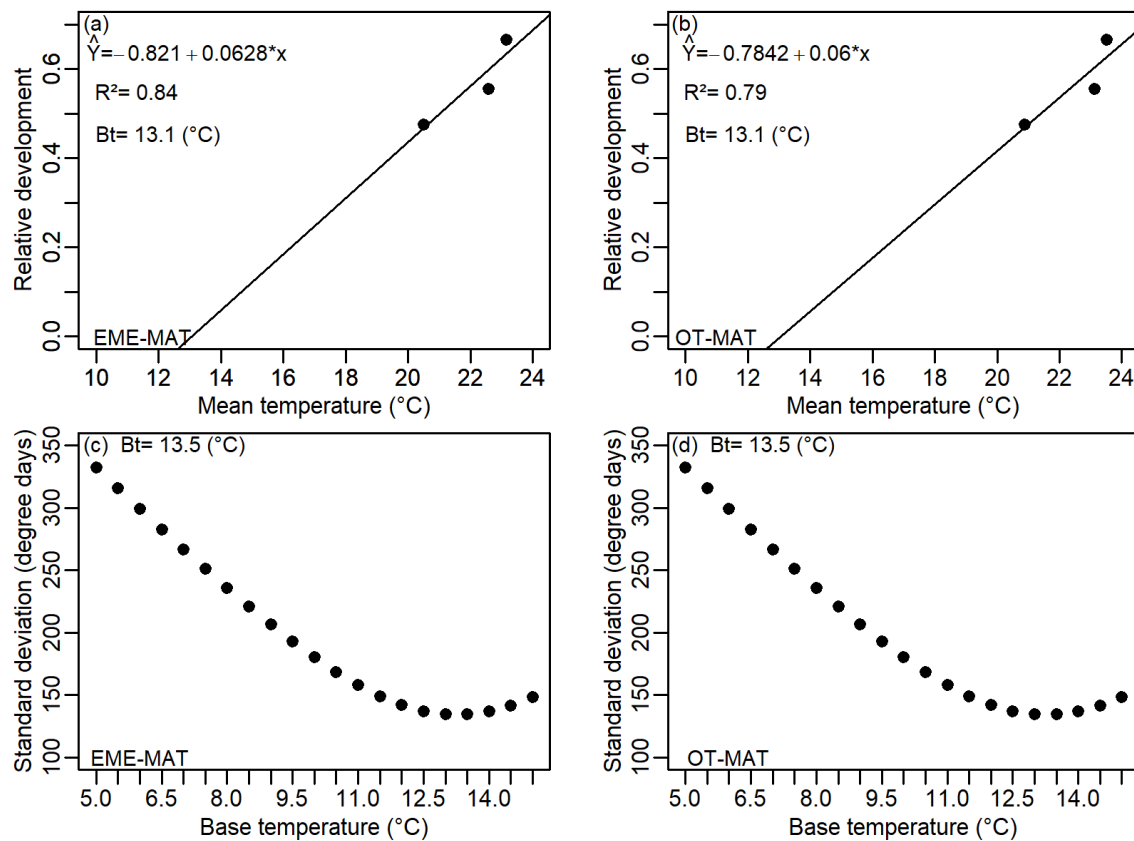 (a)
Ŷ=−0.821+0.0628*x
R²= 0.84
Bt= 13.1 (°C)
EME-MAT
Relative development
0.0 0.2 0.4 0.6
10 12 14 16 18 20 22 24
Mean temperature (°C)
(b)
Ŷ=−0.7842+0.06*x
R²= 0.79
Bt= 13.1 (°C)
OT-MAT
Relative development
0.0 0.2 0.4 0.6
10 12 14 16 18 20 22 24
Mean temperature (°C)
(c) Bt= 13.5 (°C)
EME-MAT
Standard deviation (degree days)
100 150 200 250 300 350
5.0 6.5 8.0 9.5 11.0 12.5 14.0
Base temperature (°C)
(d) Bt= 13.5 (°C)
OT-MAT
Standard deviation (degree days)
100 150 200 250 300 350
5.0 6.5 8.0 9.5 11.0 12.5 14.0
Base temperature (°C)